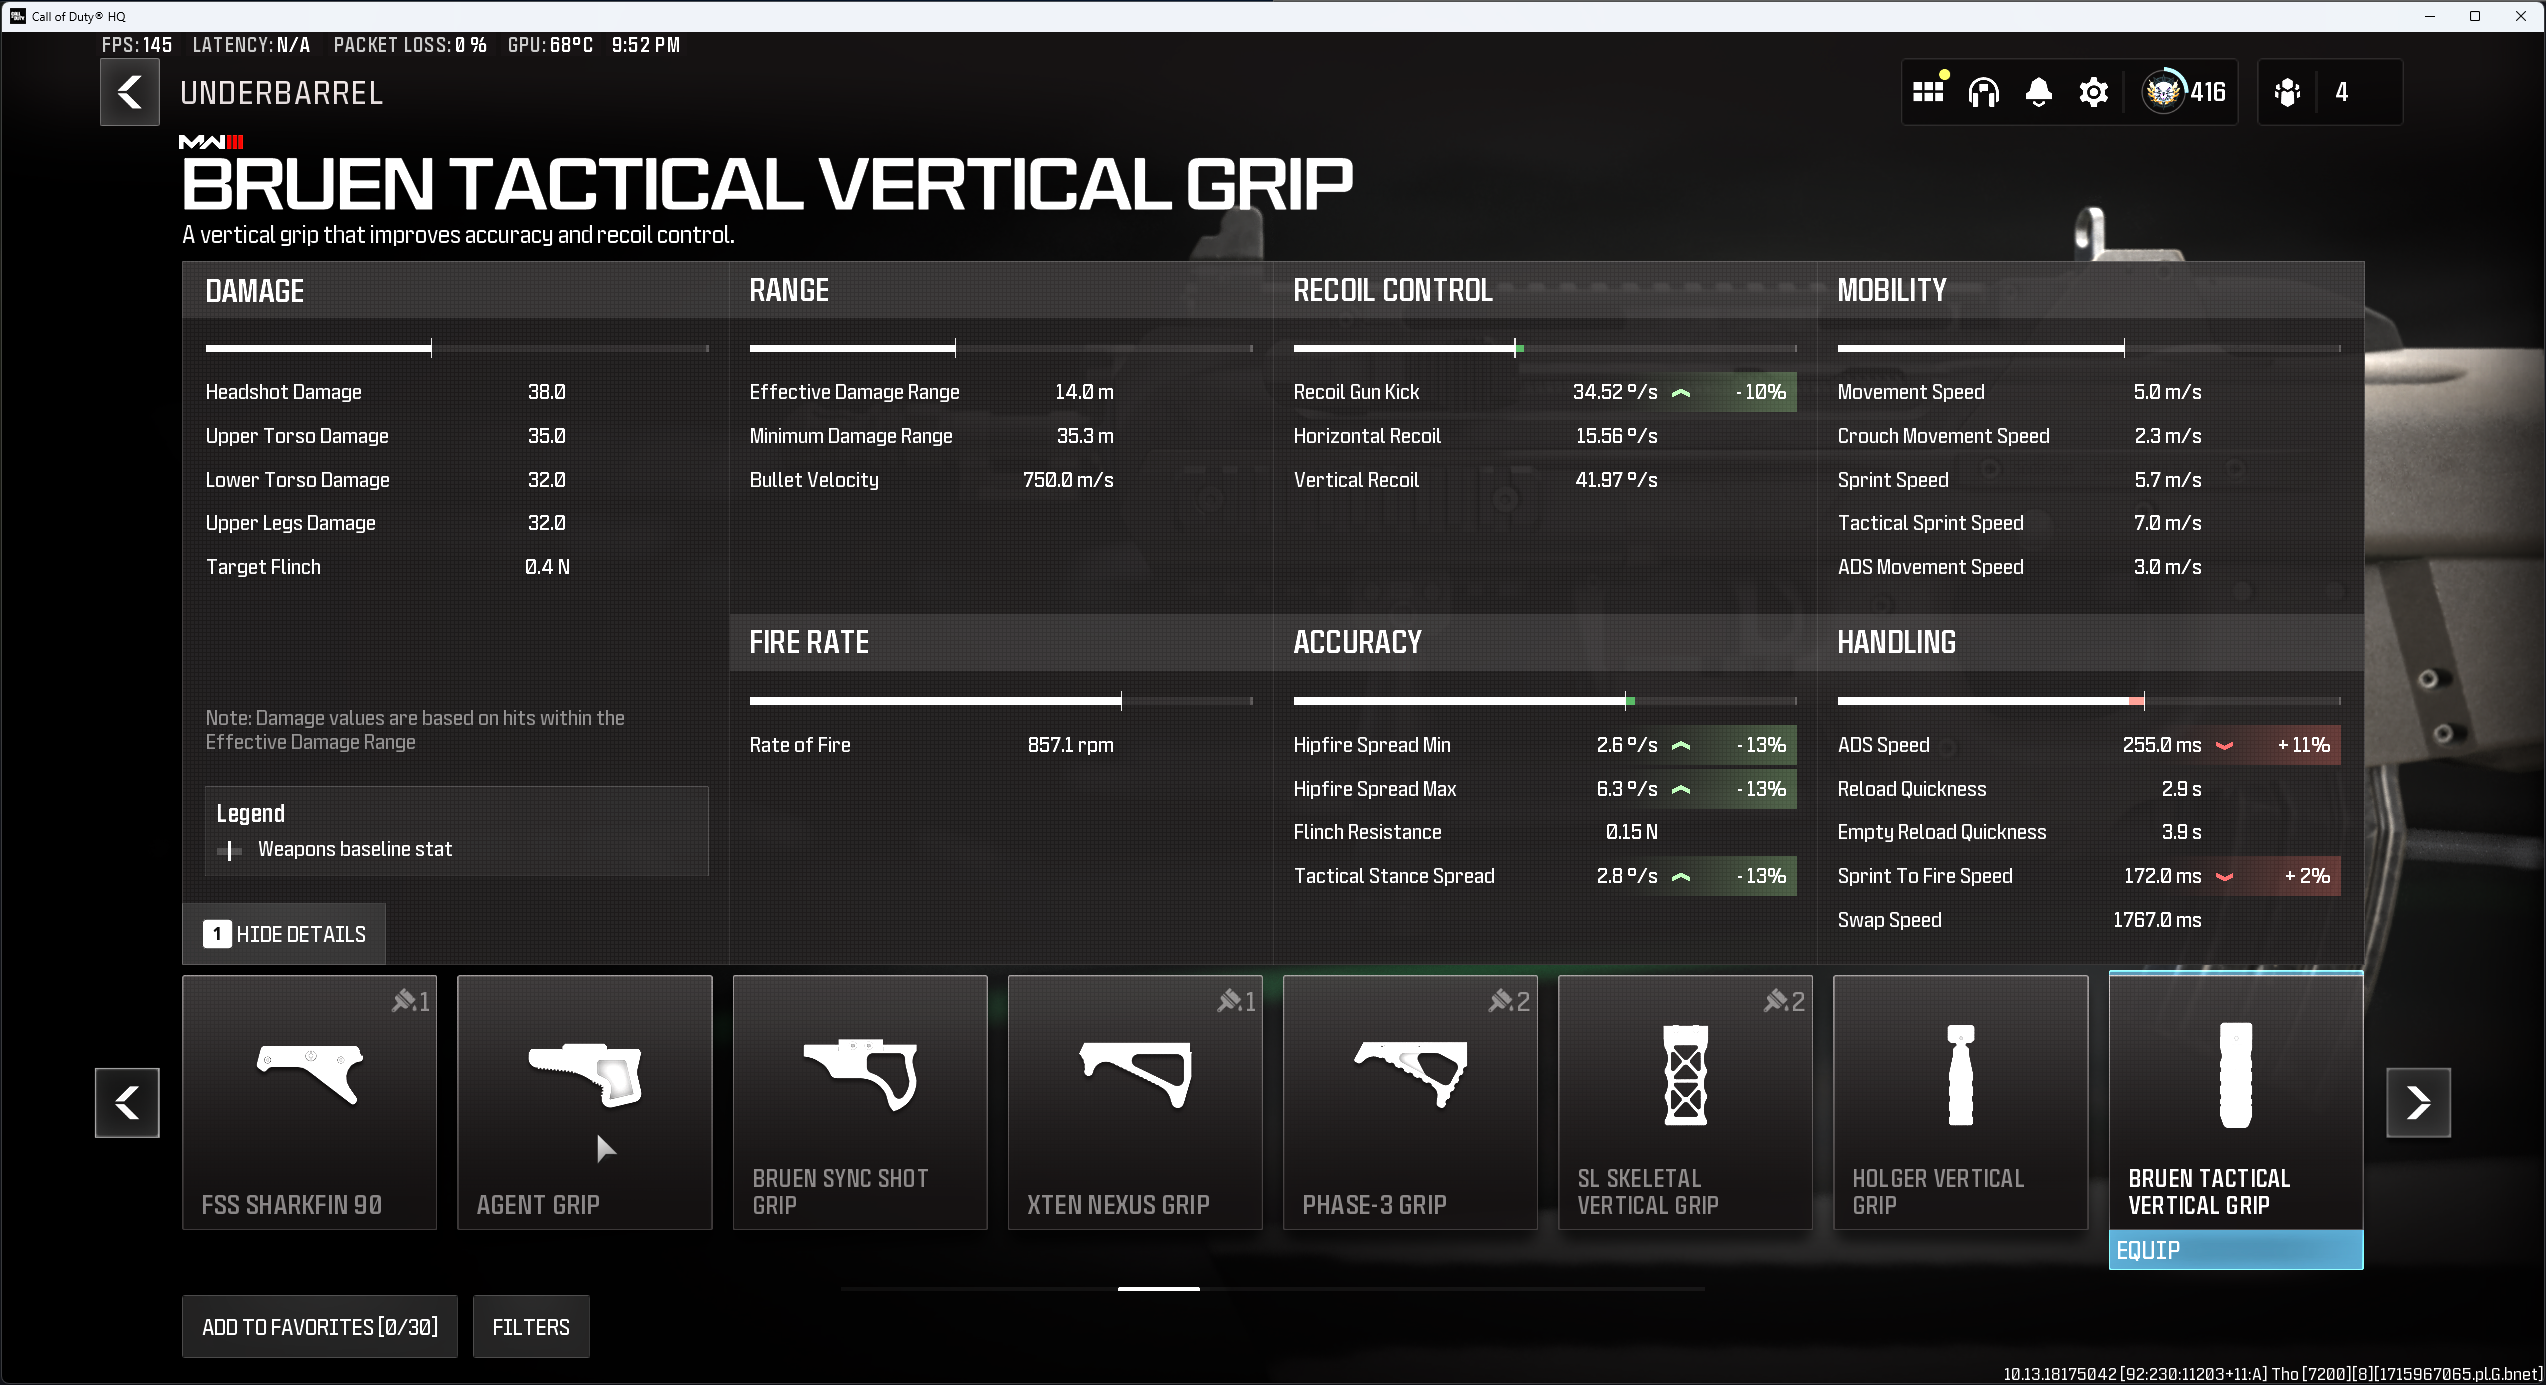 Call of Duty® HQ
FPS: 145 LATENCY: N/A PACKET LOSS: 0 % GPU: 68°C 9:52 PM
UNDERBARREL
416
4
MWIII
BRUEN TACTICAL VERTICAL GRIP
A vertical grip that improves accuracy and recoil control.
DAMAGE
Headshot Damage 38.0
Upper Torso Damage 35.0
Lower Torso Damage 32.0
Upper Legs Damage 32.0
Target Flinch 0.4 N
Note: Damage values are based on hits within the
Effective Damage Range
Legend
Weapons baseline stat
1 HIDE DETAILS
RANGE
Effective Damage Range 14.0 m
Minimum Damage Range 35.3 m
Bullet Velocity 750.0 m/s
FIRE RATE
Rate of Fire 857.1 rpm
RECOIL CONTROL
Recoil Gun Kick 34.52 º/s - 10%
Horizontal Recoil 15.56 º/s
Vertical Recoil 41.97 º/s
ACCURACY
Hipfire Spread Min 2.6 º/s - 13%
Hipfire Spread Max 6.3 º/s - 13%
Flinch Resistance 0.15 N
Tactical Stance Spread 2.8 º/s - 13%
MOBILITY
Movement Speed 5.0 m/s
Crouch Movement Speed 2.3 m/s
Sprint Speed 5.7 m/s
Tactical Sprint Speed 7.0 m/s
ADS Movement Speed 3.0 m/s
HANDLING
ADS Speed 255.0 ms + 11%
Reload Quickness 2.9 s
Empty Reload Quickness 3.9 s
Sprint To Fire Speed 172.0 ms + 2%
Swap Speed 1767.0 ms
1
FSS SHARKFIN 90
AGENT GRIP
BRUEN SYNC SHOT
GRIP
1
XTEN NEXUS GRIP
2
PHASE-3 GRIP
2
SL SKELETAL
VERTICAL GRIP
HOLGER VERTICAL
GRIP
BRUEN TACTICAL
VERTICAL GRIP
EQUIP
ADD TO FAVORITES [0/30]
FILTERS
10.13.18175042 [92:230:11203+11:A] Tho [7200][8][1715967065.pl.G.bnet]